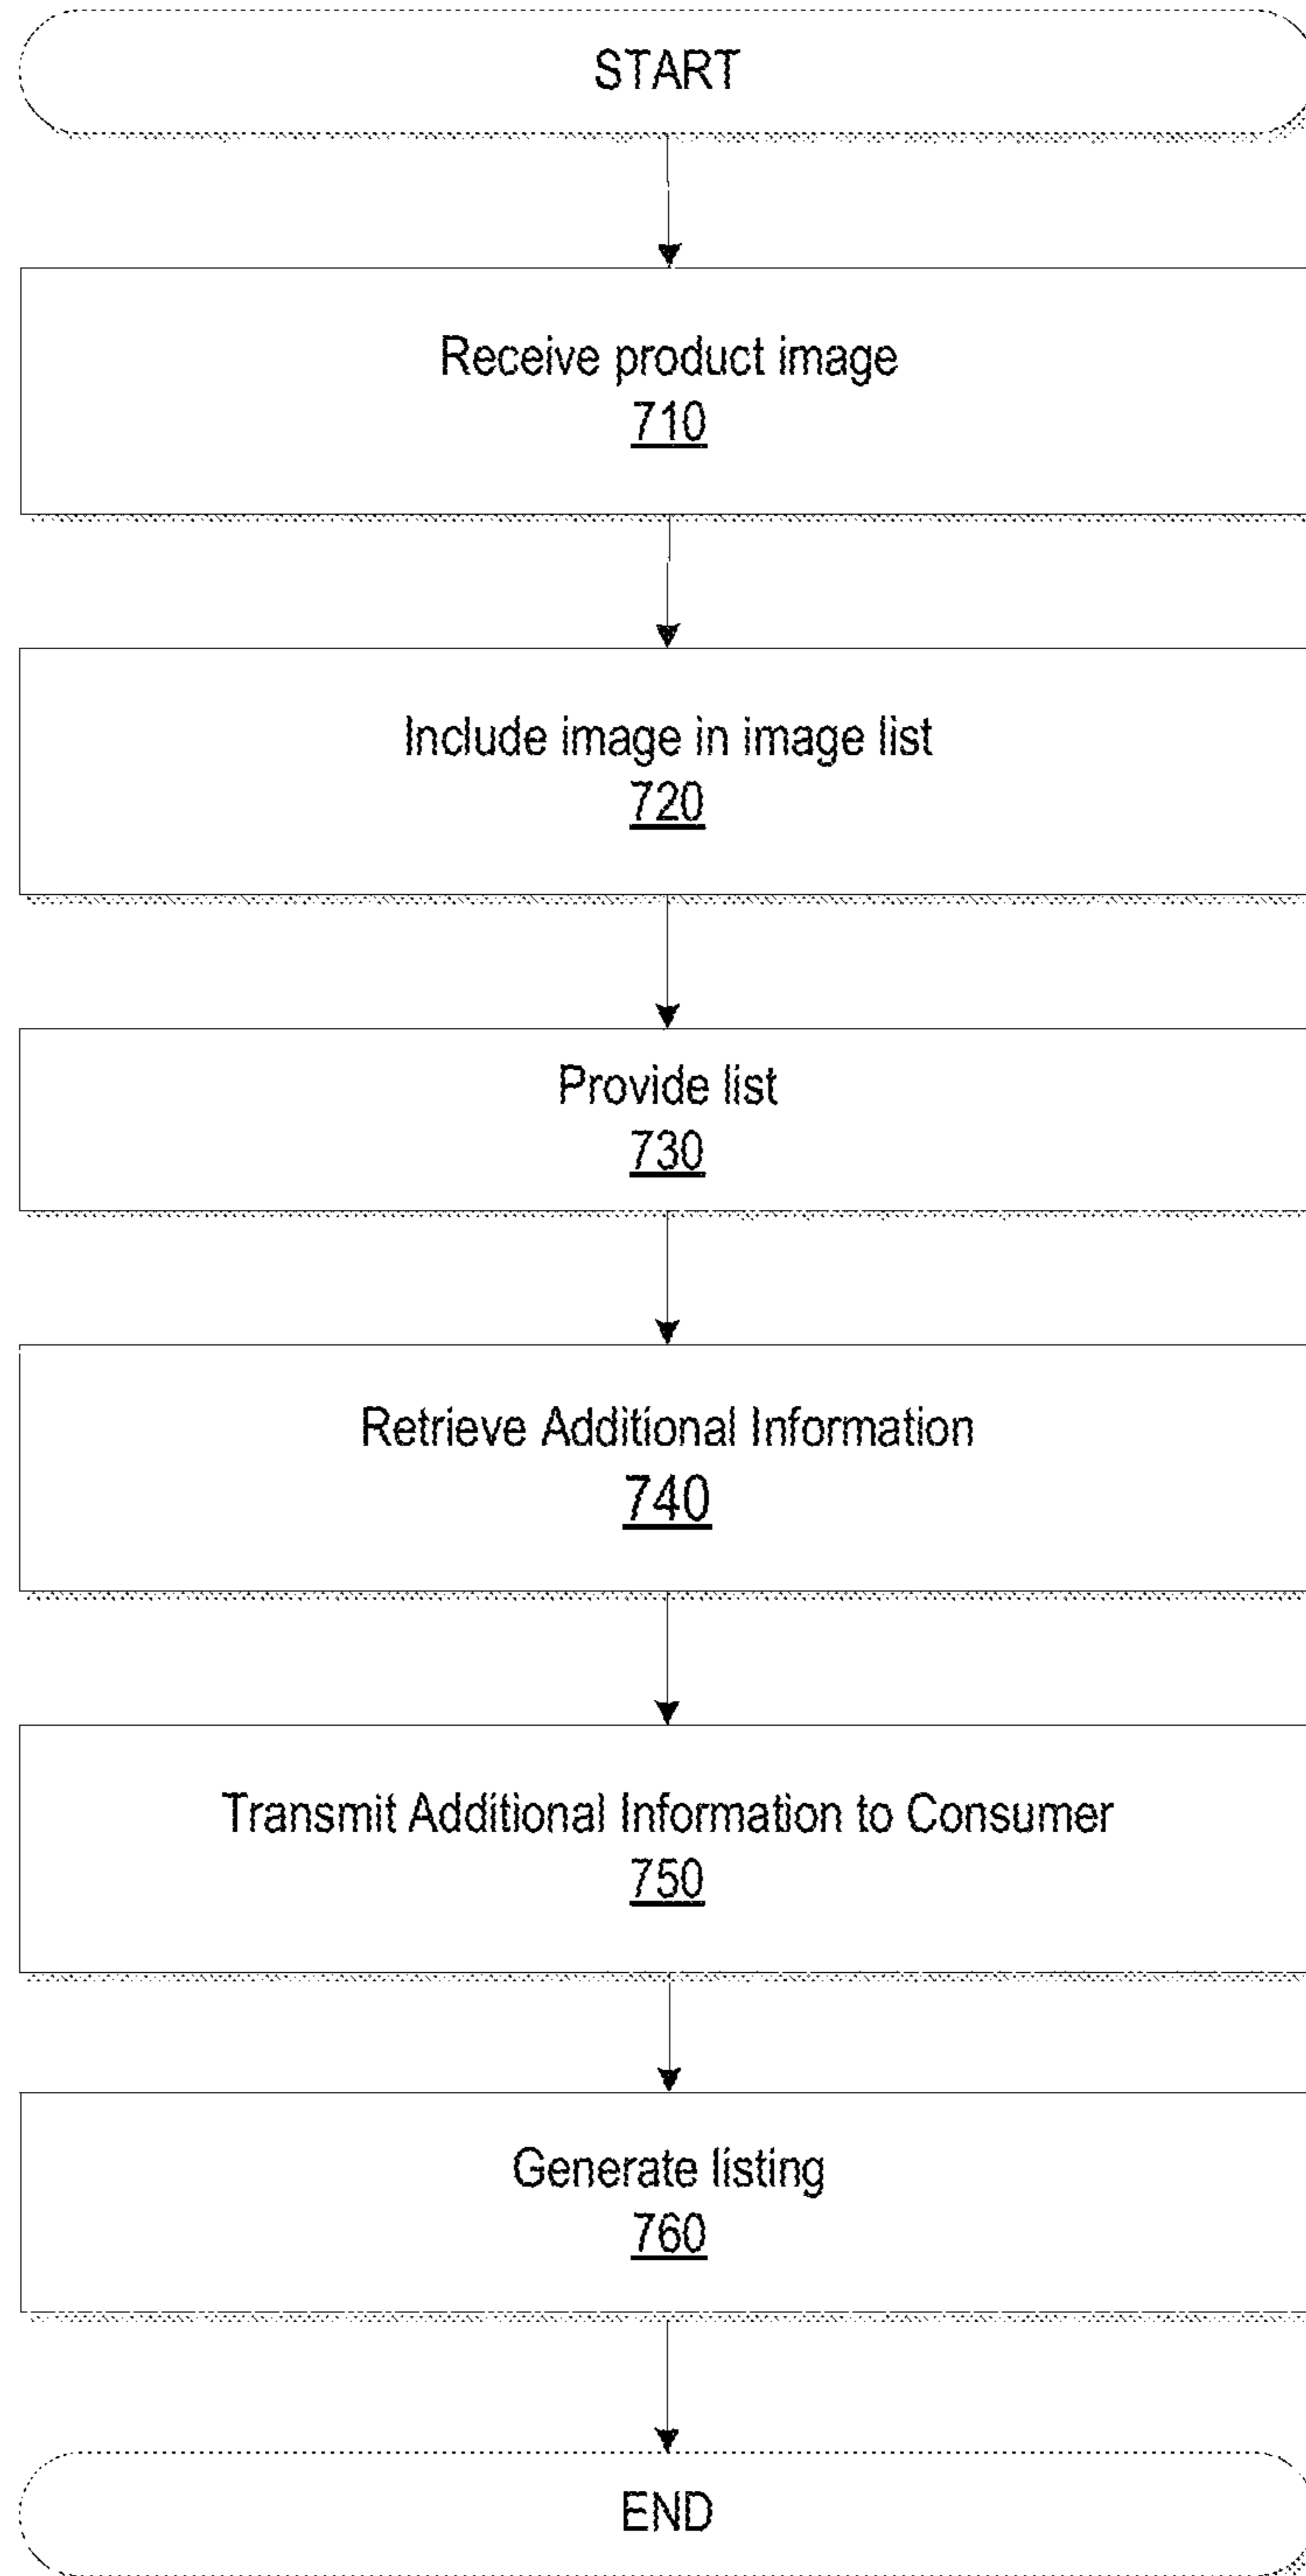 START
Receive product image
710
Include image in image list
720
Provide list
730
Retrieve Additional Information
740
Transmit Additional Information to Consumer
750
Generate listing
760
END